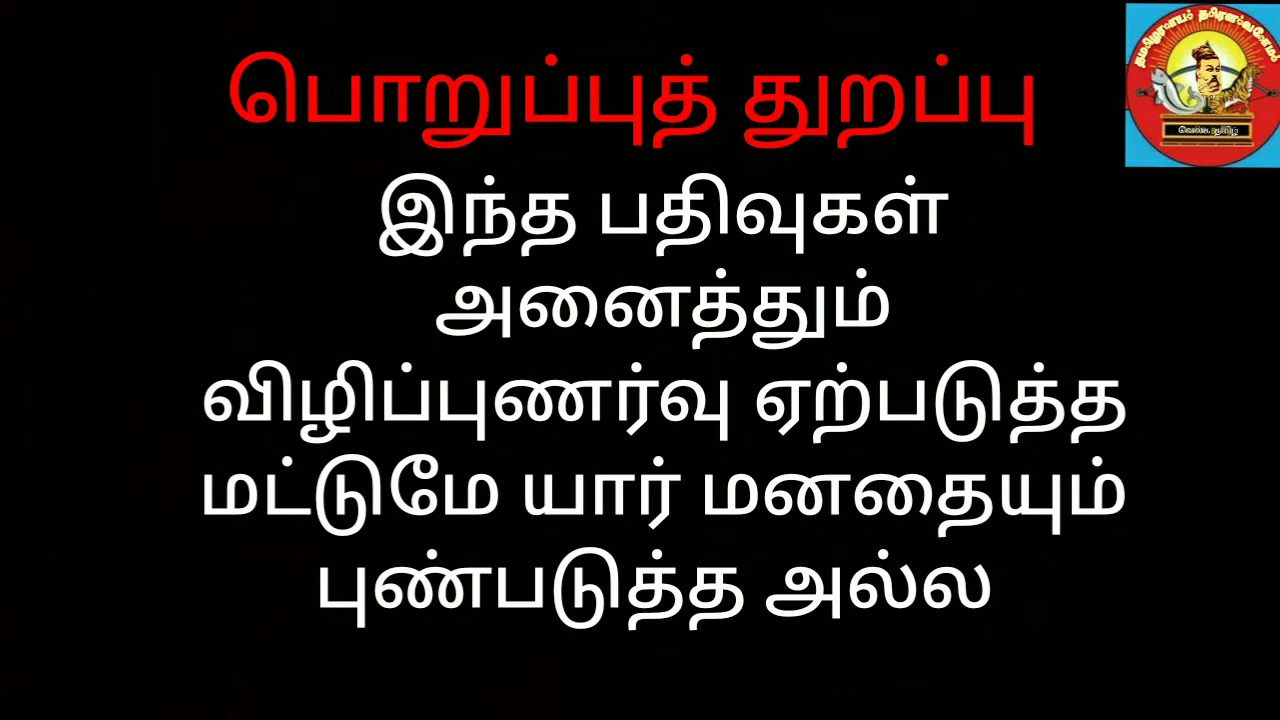 பொறுப்புத் துறப்பு
இந்த பதிவுகள்
அனைத்தும்
விழிப்புணர்வு ஏற்படுத்த
மட்டுமே யார் மனதையும்
புண்படுத்த அல்ல